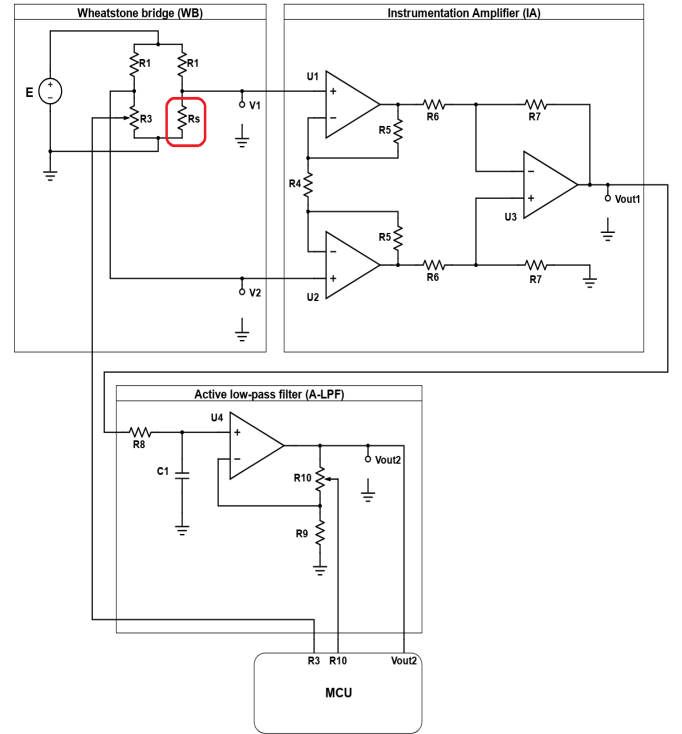 Wheatstone bridge (WB)
Instrumentation Amplifier (IA)
R1
R1
E
+
−
R3
Rs
V1
V2
U1
+
−
R5
R6
R7
R4
−
+
U3
Vout1
R5
−
+
U2
R6
R7
Active low-pass filter (A-LPF)
U4
+
−
R8
C1
R10
Vout2
R9
R3 R10 Vout2
MCU